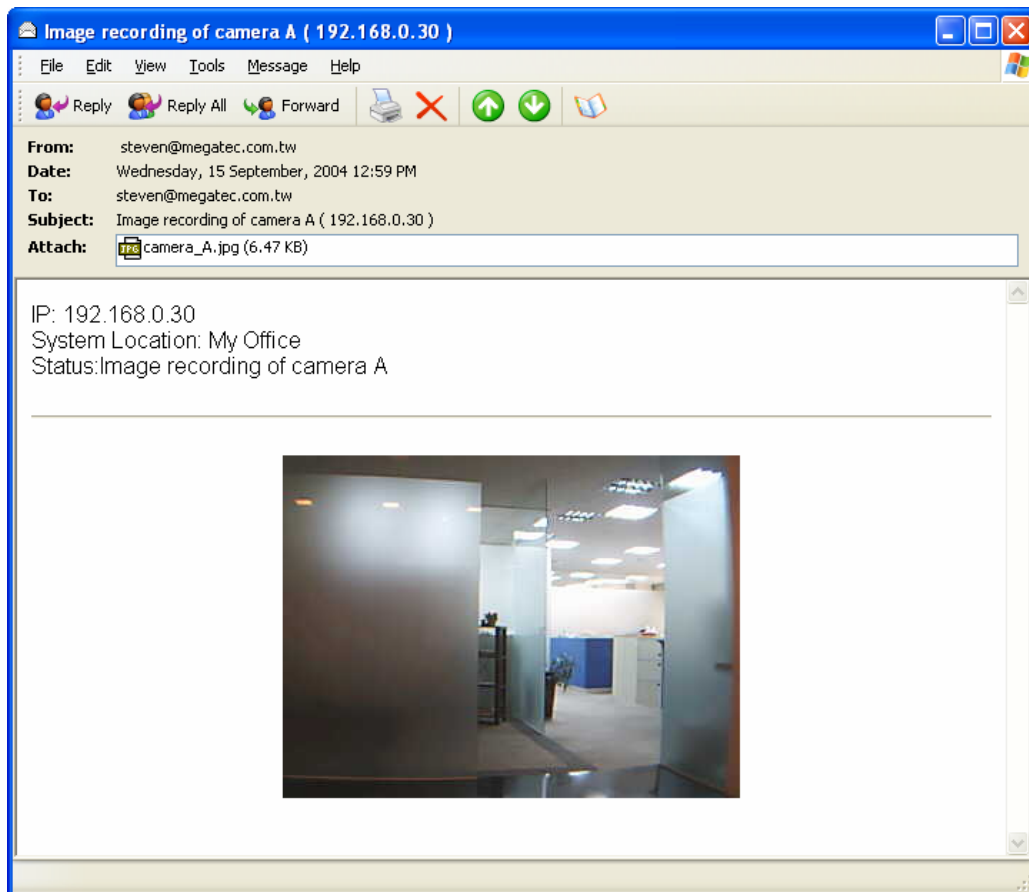 Image recording of camera A ( 192.168.0.30 )
File Edit View Tools Message Help
Reply Reply All Forward
From: steven@megatec.com.tw
Date: Wednesday, 15 September, 2004 12:59 PM
To: steven@megatec.com.tw
Subject: Image recording of camera A ( 192.168.0.30 )
Attach: JPG camera_A.jpg (6.47 KB)
IP: 192.168.0.30
System Location: My Office
Status:Image recording of camera A